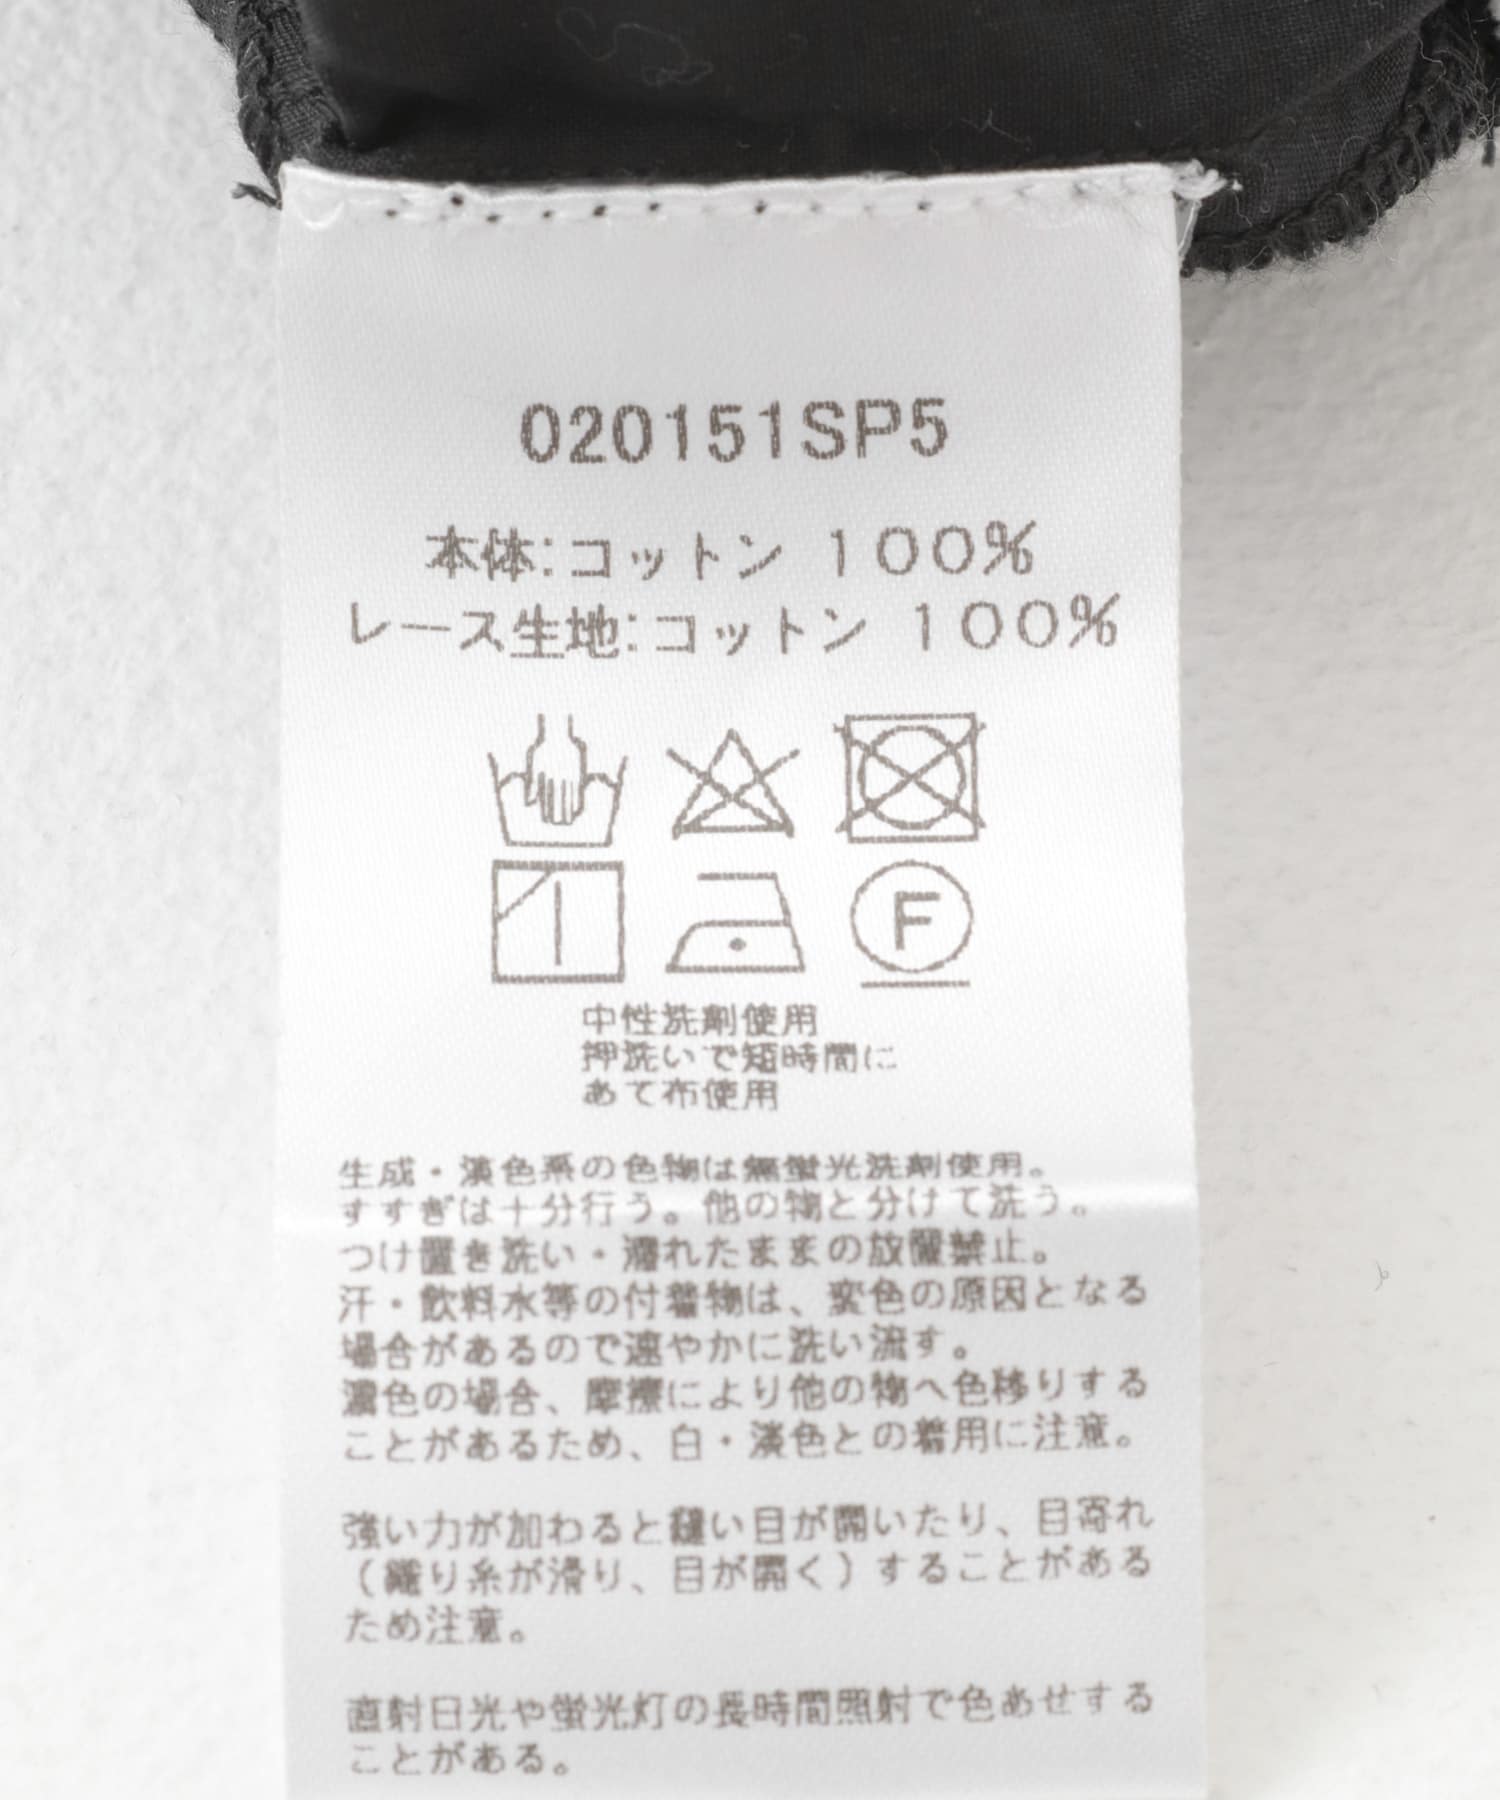 020151SP5
本体:コットン 100%
レース生地:コットン 100%
F
中性洗剤使用
押洗いで短時間に
あて布使用
生成・淡色系の色物は無蛍光洗剤使用。
すすぎは十分行う。他の物と分けて洗う。
つけ置き洗い・濡れたままの放置禁止。
汗・飲料水等の付着物は、変色の原因となる
場合があるので速やかに洗い流す。
濃色の場合、摩擦により他の物へ色移りする
ことがあるため、白・淡色との着用に注意。
強い力が加わると縫い目が開いたり、目寄れ
(織り糸が滑り、目が開く)することがある
ため注意。
直射日光や蛍光灯の長時間照射で色あせする
ことがある。